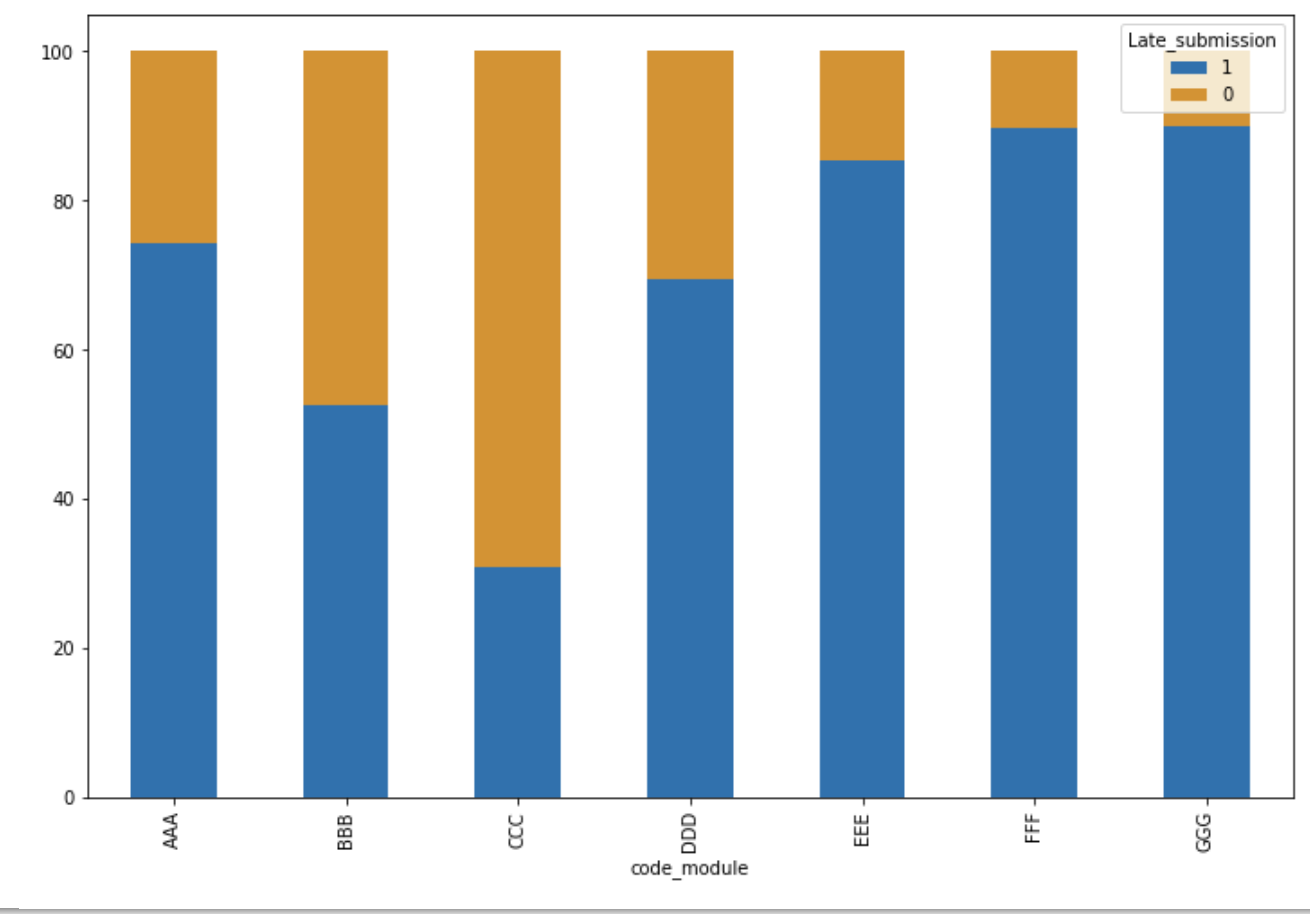 Late_submission
1
0
100
80
60
40
20
0
AAA
BBB
CCC
DDD
EEE
FFF
GGG
code_module